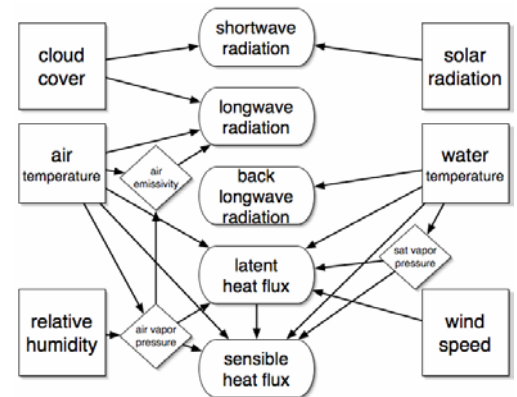 shortwave
radiation
cloud
cover
solar
radiation
longwave
radiation
air
temperature
air
emissivity
water
temperature
back
longwave
radiation
sat vapor
pressure
latent
heat flux
relative
humidity
air vapor
pressure
wind
speed
sensible
heat flux